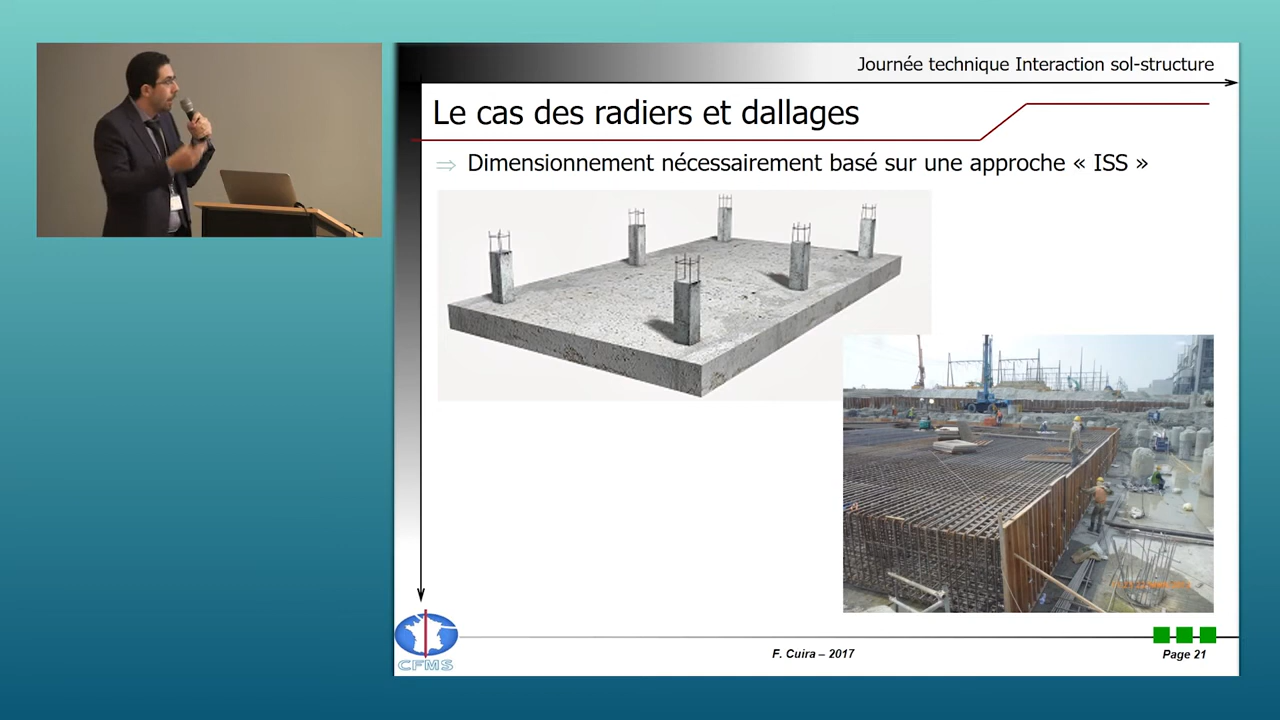 Journée technique Interaction sol-structure
Le cas des radiers et dallages
⇒ Dimensionnement nécessairement basé sur une approche « ISS »
CFMS
F. Cuira – 2017
Page 21